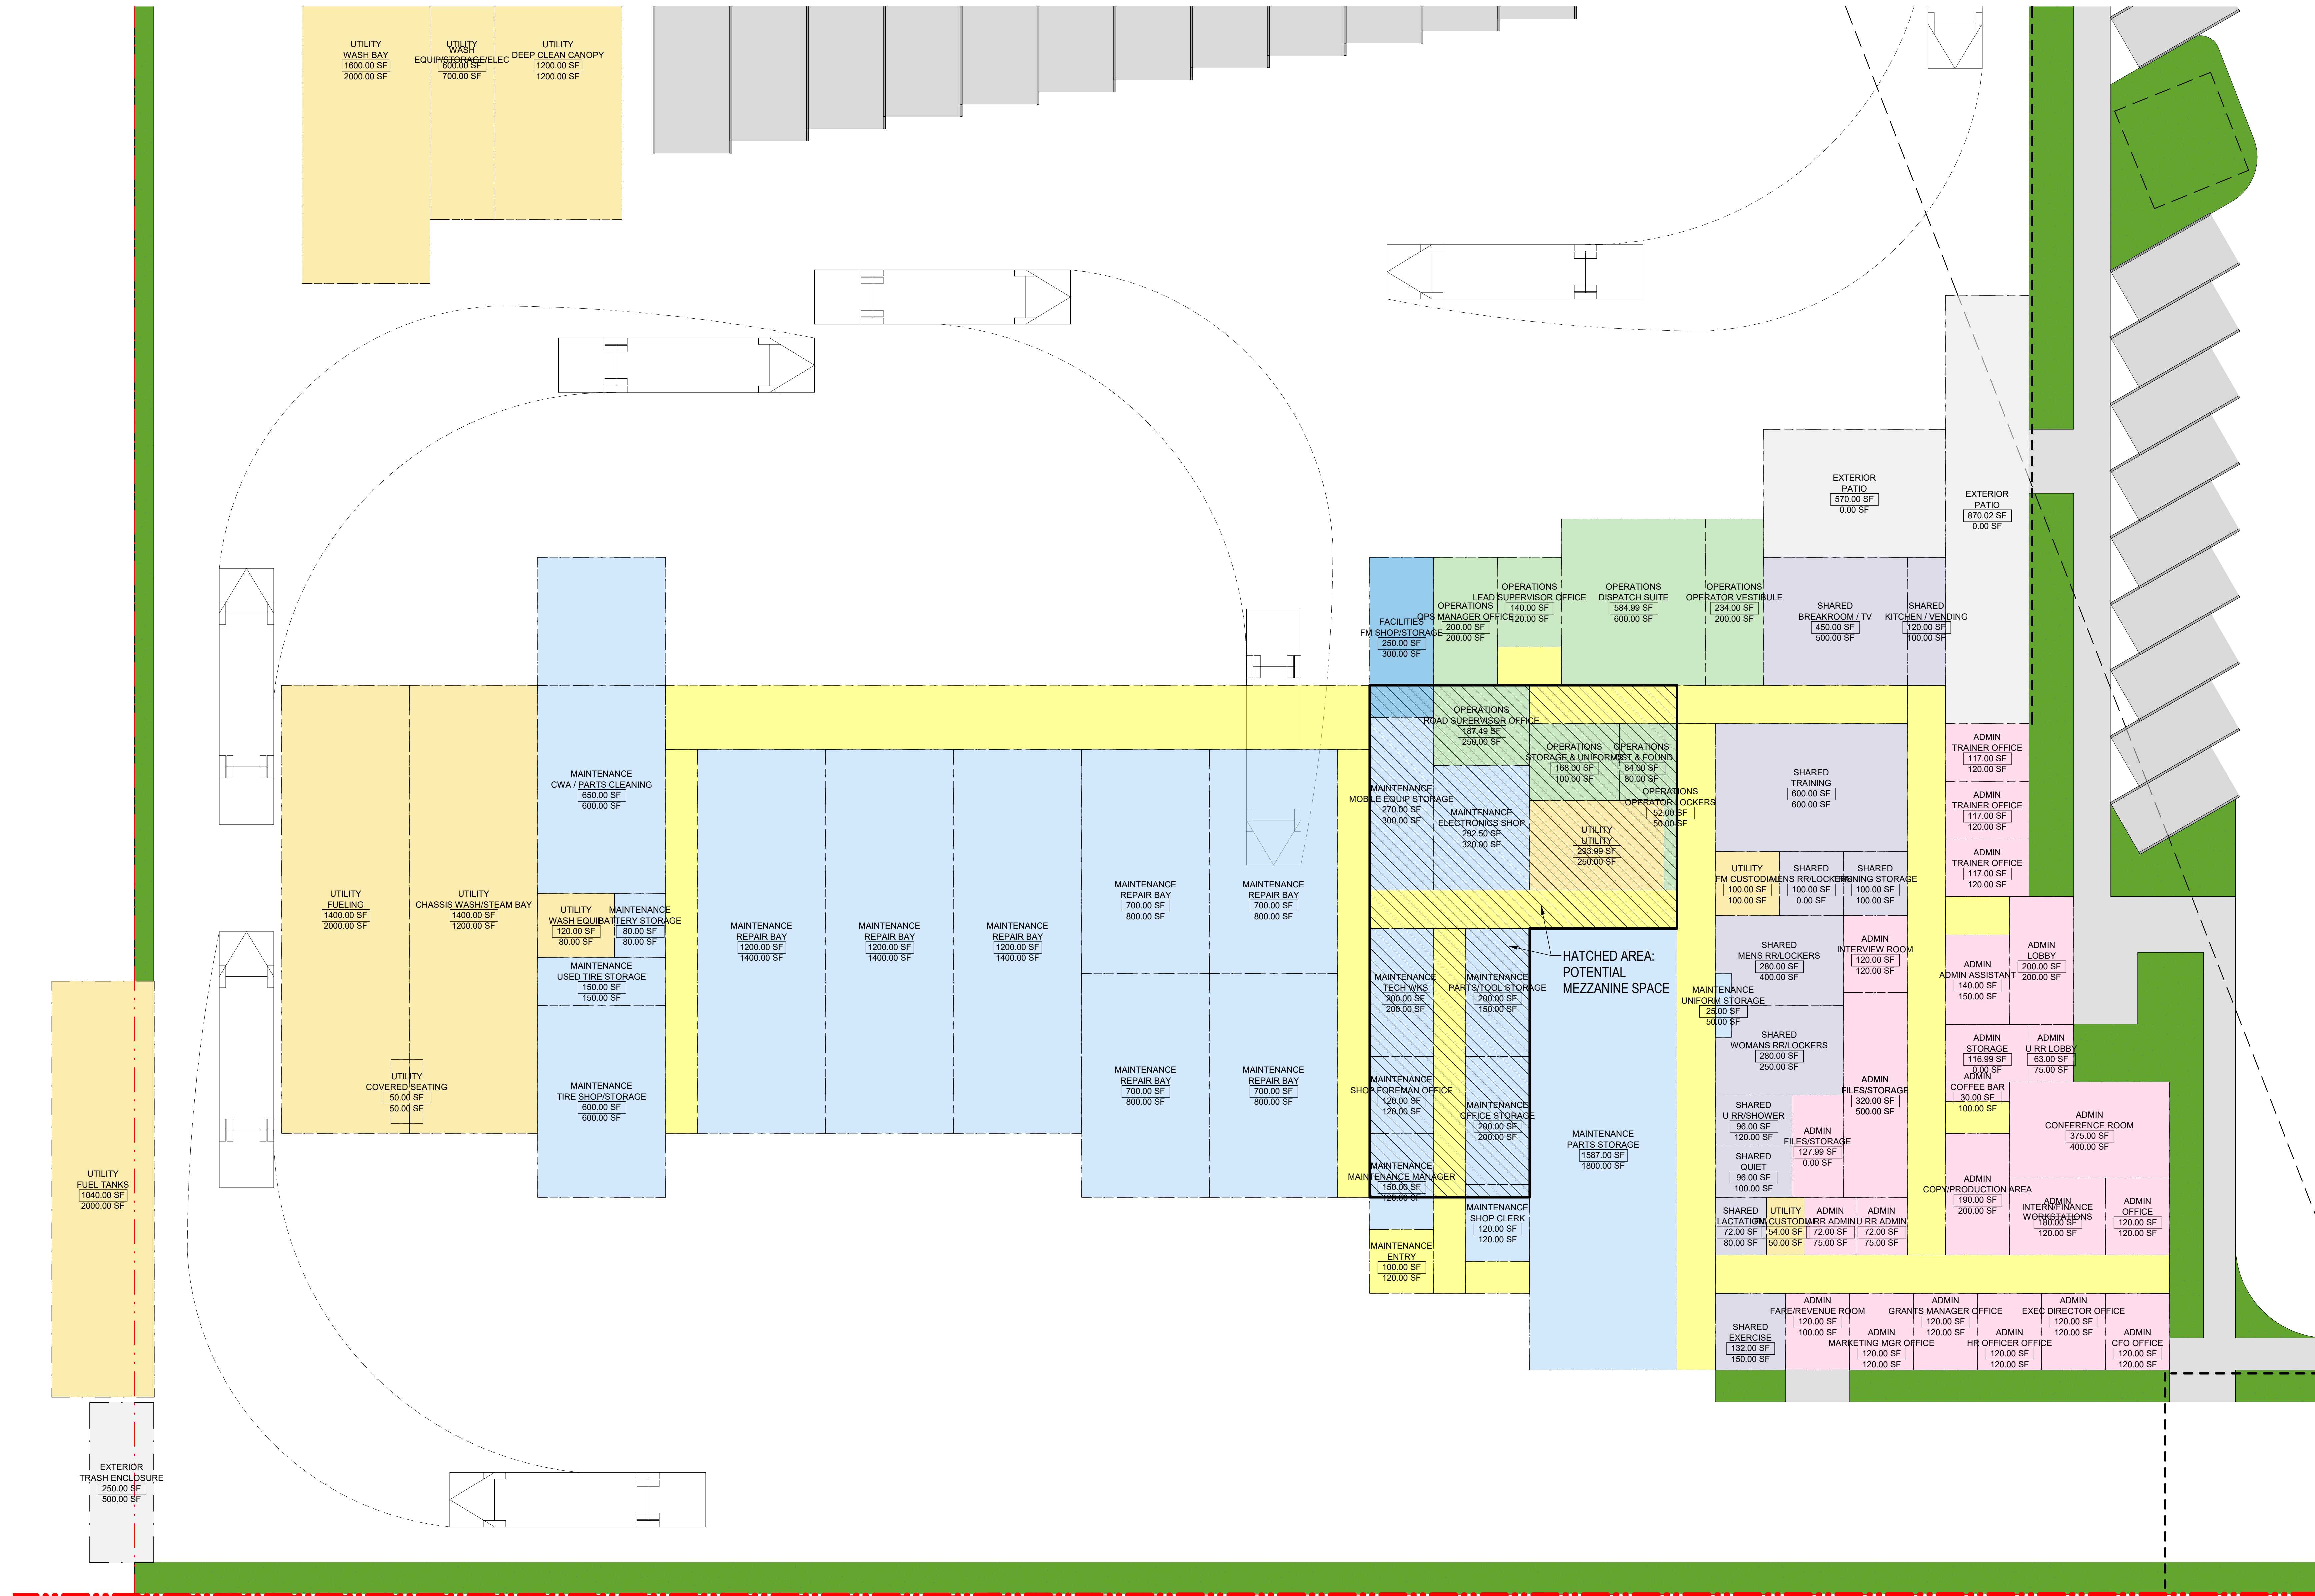 UTILITY
WASH BAY
1600.00 SF
2000.00 SF
UTILITY
WASH
EQUIP/STORAGE/ELEC
600.00 SF
700.00 SF
UTILITY
DEEP CLEAN CANOPY
1200.00 SF
1200.00 SF
EXTERIOR
PATIO
570.00 SF
0.00 SF
EXTERIOR
PATIO
870.02 SF
0.00 SF
FACILITIES
FM SHOP/STORAGE
250.00 SF
300.00 SF
OPERATIONS
OPS MANAGER OFFICE
200.00 SF
200.00 SF
OPERATIONS
LEAD SUPERVISOR OFFICE
140.00 SF
120.00 SF
OPERATIONS
DISPATCH SUITE
584.99 SF
600.00 SF
OPERATIONS
OPERATOR VESTIBULE
234.00 SF
200.00 SF
SHARED
BREAKROOM / TV
450.00 SF
500.00 SF
SHARED
KITCHEN / VENDING
120.00 SF
100.00 SF
OPERATIONS
ROAD SUPERVISOR OFFICE
187.49 SF
250.00 SF
OPERATIONS
STORAGE & UNIFORMS
168.00 SF
100.00 SF
OPERATIONS
LOST & FOUND
84.00 SF
80.00 SF
OPERATIONS
OPERATOR LOCKERS
52.00 SF
50.00 SF
MAINTENANCE
MOBILE EQUIP STORAGE
270.00 SF
300.00 SF
MAINTENANCE
ELECTRONICS SHOP
292.50 SF
320.00 SF
UTILITY
UTILITY
293.99 SF
250.00 SF
SHARED
TRAINING
600.00 SF
600.00 SF
ADMIN
TRAINER OFFICE
117.00 SF
120.00 SF
ADMIN
TRAINER OFFICE
117.00 SF
120.00 SF
ADMIN
TRAINER OFFICE
117.00 SF
120.00 SF
MAINTENANCE
CWA / PARTS CLEANING
650.00 SF
600.00 SF
UTILITY
FUELING
1400.00 SF
2000.00 SF
UTILITY
CHASSIS WASH/STEAM BAY
1400.00 SF
1200.00 SF
UTILITY
WASH EQUIP
120.00 SF
80.00 SF
MAINTENANCE
BATTERY STORAGE
80.00 SF
80.00 SF
MAINTENANCE
USED TIRE STORAGE
150.00 SF
150.00 SF
MAINTENANCE
TIRE SHOP/STORAGE
600.00 SF
600.00 SF
UTILITY
COVERED SEATING
50.00 SF
50.00 SF
MAINTENANCE
REPAIR BAY
1200.00 SF
1400.00 SF
MAINTENANCE
REPAIR BAY
1200.00 SF
1400.00 SF
MAINTENANCE
REPAIR BAY
1200.00 SF
1400.00 SF
MAINTENANCE
REPAIR BAY
700.00 SF
800.00 SF
MAINTENANCE
REPAIR BAY
700.00 SF
800.00 SF
MAINTENANCE
REPAIR BAY
700.00 SF
800.00 SF
MAINTENANCE
REPAIR BAY
700.00 SF
800.00 SF
UTILITY
FM CUSTODIAL
100.00 SF
100.00 SF
SHARED
MENS RR/LOCKERS
100.00 SF
0.00 SF
SHARED
TRAINING STORAGE
100.00 SF
100.00 SF
HATCHED AREA:
POTENTIAL
MEZZANINE SPACE
MAINTENANCE
TECH WKS
200.00 SF
200.00 SF
MAINTENANCE
PARTS/TOOL STORAGE
200.00 SF
150.00 SF
MAINTENANCE
SHOP FOREMAN OFFICE
120.00 SF
120.00 SF
MAINTENANCE
OFFICE STORAGE
200.00 SF
200.00 SF
MAINTENANCE
MAINTENANCE MANAGER
150.00 SF
120.00 SF
MAINTENANCE
SHOP CLERK
120.00 SF
120.00 SF
MAINTENANCE
ENTRY
100.00 SF
120.00 SF
MAINTENANCE
PARTS STORAGE
1587.00 SF
1800.00 SF
SHARED
MENS RR/LOCKERS
280.00 SF
400.00 SF
ADMIN
INTERVIEW ROOM
120.00 SF
120.00 SF
MAINTENANCE
UNIFORM STORAGE
25.00 SF
50.00 SF
SHARED
WOMANS RR/LOCKERS
280.00 SF
250.00 SF
ADMIN
FILES/STORAGE
320.00 SF
500.00 SF
SHARED
U RR/SHOWER
96.00 SF
120.00 SF
ADMIN
FILES/STORAGE
127.99 SF
0.00 SF
SHARED
QUIET
96.00 SF
100.00 SF
SHARED
LACTATION
72.00 SF
80.00 SF
UTILITY
FM CUSTODIAL
54.00 SF
50.00 SF
ADMIN
U RR ADMIN
72.00 SF
75.00 SF
ADMIN
U RR ADMIN
72.00 SF
75.00 SF
ADMIN
ADMIN ASSISTANT
140.00 SF
150.00 SF
ADMIN
LOBBY
200.00 SF
200.00 SF
ADMIN
STORAGE
116.99 SF
0.00 SF
ADMIN
U RR LOBBY
63.00 SF
75.00 SF
ADMIN
COFFEE BAR
30.00 SF
100.00 SF
ADMIN
CONFERENCE ROOM
375.00 SF
400.00 SF
ADMIN
COPY/PRODUCTION AREA
190.00 SF
200.00 SF
ADMIN
INTERN/FINANCE
WORKSTATIONS
180.00 SF
120.00 SF
ADMIN
OFFICE
120.00 SF
120.00 SF
SHARED
EXERCISE
132.00 SF
150.00 SF
ADMIN
FARE/REVENUE ROOM
120.00 SF
100.00 SF
ADMIN
MARKETING MGR OFFICE
120.00 SF
120.00 SF
ADMIN
GRANTS MANAGER OFFICE
120.00 SF
120.00 SF
ADMIN
HR OFFICER OFFICE
120.00 SF
120.00 SF
ADMIN
EXEC DIRECTOR OFFICE
120.00 SF
120.00 SF
ADMIN
CFO OFFICE
120.00 SF
120.00 SF
UTILITY
FUEL TANKS
1040.00 SF
2000.00 SF
EXTERIOR
TRASH ENCLOSURE
250.00 SF
500.00 SF